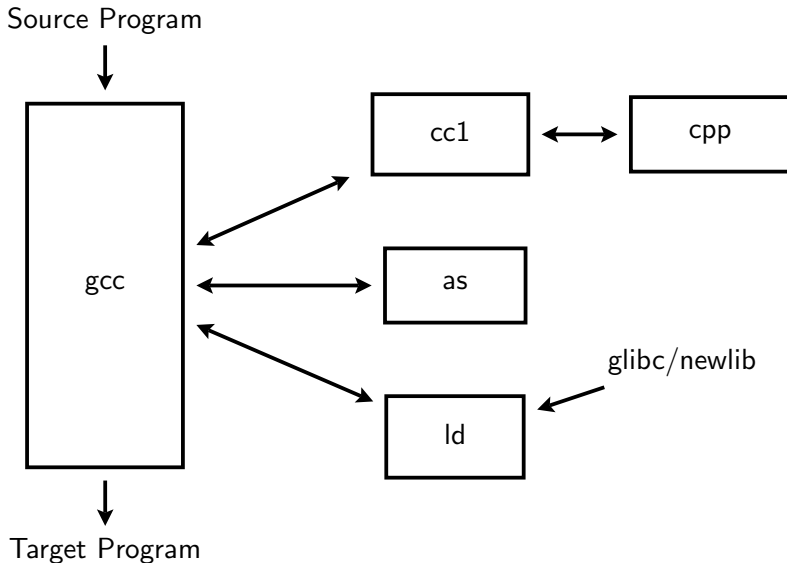 Source Program
cc1
cpp
gcc
as
glibc/newlib
ld
Target Program